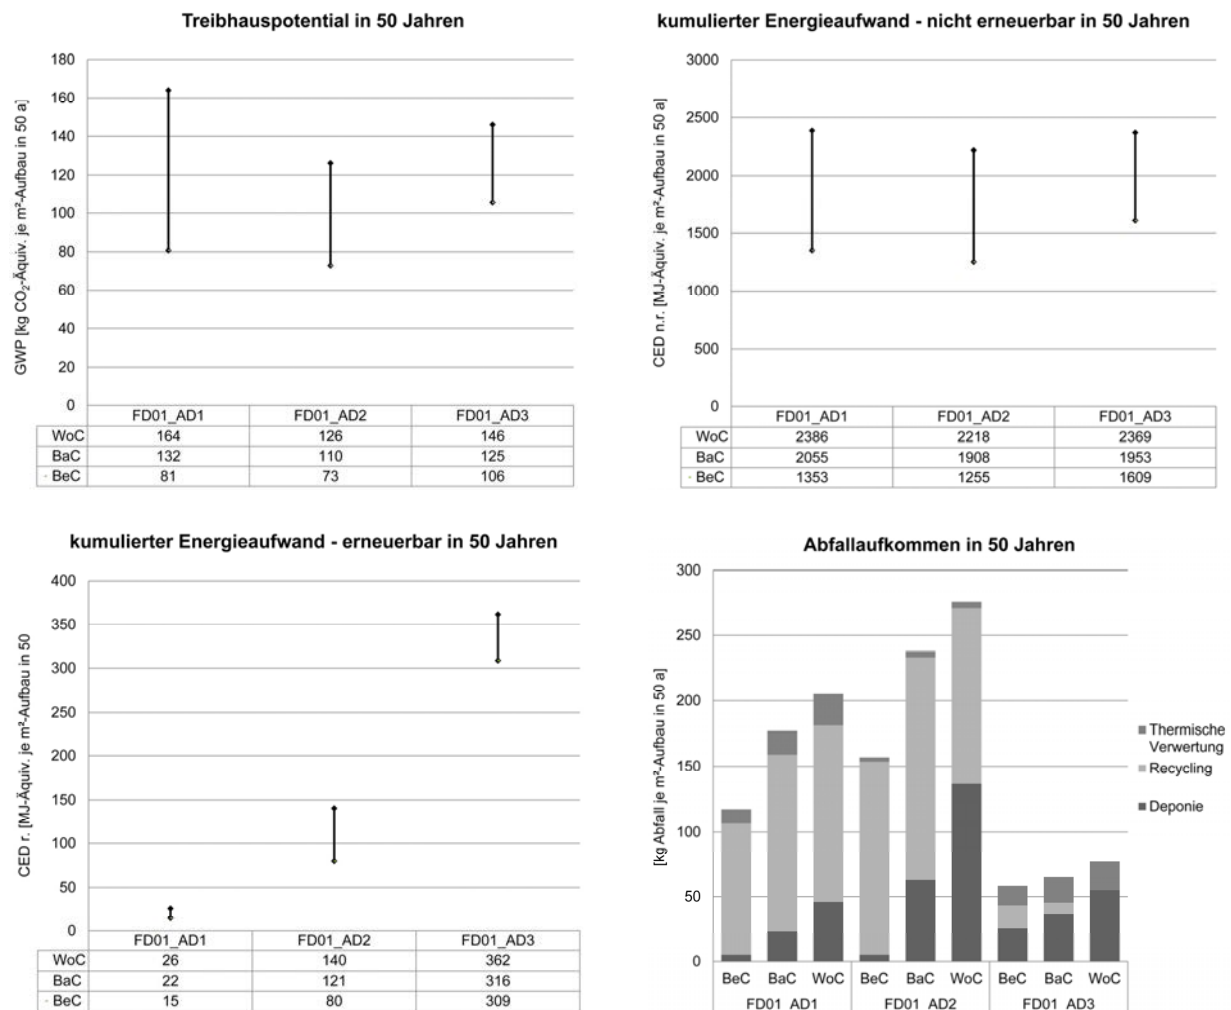 Treibhauspotential in 50 Jahren
GWP [kg CO₂-Äquiv. je m²-Aufbau in 50 a]
180
160
140
120
100
80
60
40
20
0
FD01_AD1 FD01_AD2 FD01_AD3
WoC 164 126 146
BaC 132 110 125
BeC 81 73 106
kumulierter Energieaufwand - nicht erneuerbar in 50 Jahren
CED n.r. [MJ-Äquiv. je m²-Aufbau in 50 a]
3000
2500
2000
1500
1000
500
0
FD01_AD1 FD01_AD2 FD01_AD3
WoC 2386 2218 2369
BaC 2055 1908 1953
BeC 1353 1255 1609
kumulierter Energieaufwand - erneuerbar in 50 Jahren
CED r. [MJ-Äquiv. je m²-Aufbau in 50
400
350
300
250
200
150
100
50
0
FD01_AD1 FD01_AD2 FD01_AD3
WoC 26 140 362
BaC 22 121 316
BeC 15 80 309
Abfallaufkommen in 50 Jahren
[kg Abfall je m²-Aufbau in 50 a]
300
250
200
150
100
50
0
BeC BaC WoC BeC BaC WoC BeC BaC WoC
FD01_AD1 FD01_AD2 FD01_AD3
Thermische
Verwertung
Recycling
Deponie